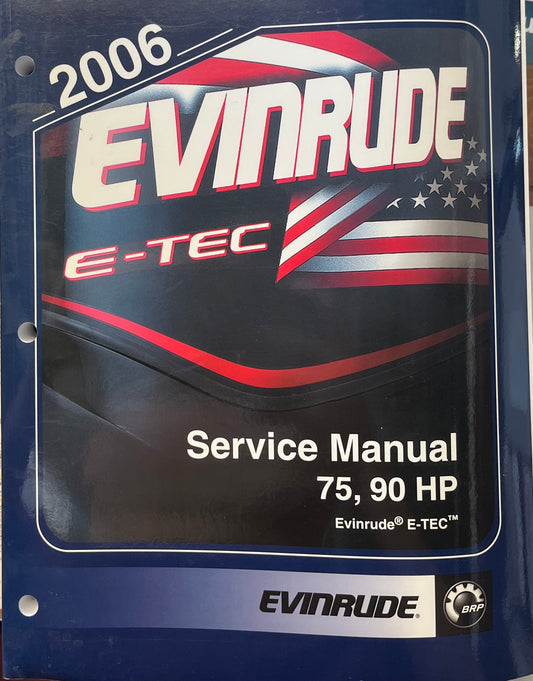 2006
EVINRUDE
E-TEC
Service Manual
75, 90 HP
Evinrude® E-TEC™
EVINRUDE®
BRP